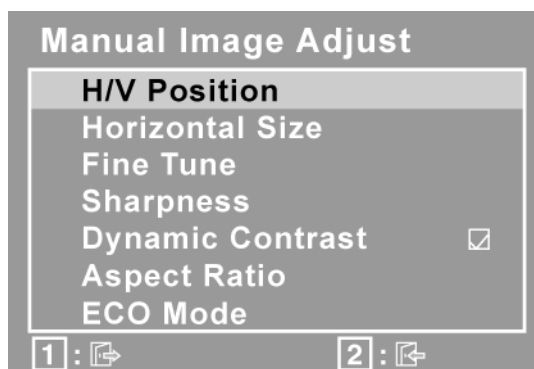 Manual Image Adjust
H/V Position
Horizontal Size
Fine Tune
Sharpness
Dynamic Contrast
Aspect Ratio
ECO Mode
1 : 2 :